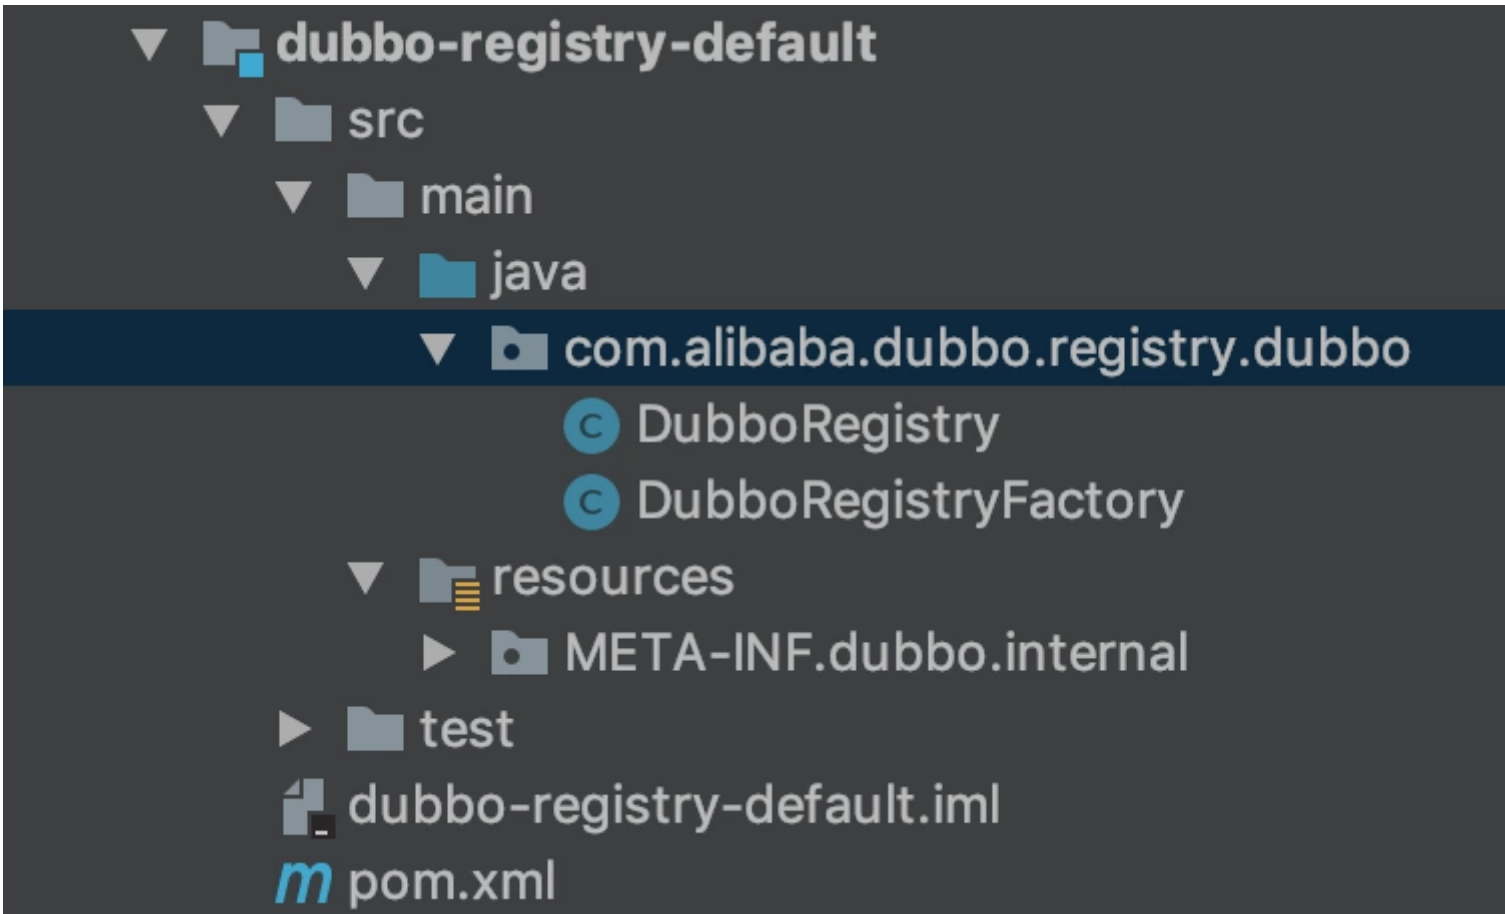 dubbo-registry-default
src
main
java
com.alibaba.dubbo.registry.dubbo
DubboRegistry
DubboRegistryFactory
resources
META-INF.dubbo.internal
test
dubbo-registry-default.iml
pom.xml